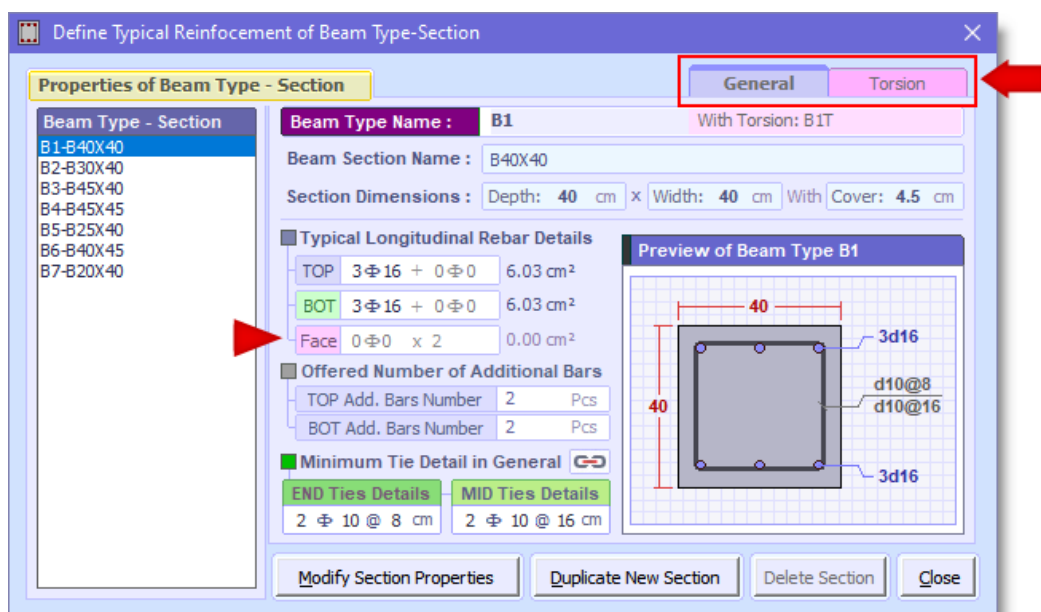 Define Typical Reinfocement of Beam Type-Section
Properties of Beam Type - Section
General
Torsion
Beam Type - Section
B1-B40X40
B2-B30X40
B3-B45X40
B4-B45X45
B5-B25X40
B6-B40X45
B7-B20X40
Beam Type Name : B1 With Torsion: B1T
Beam Section Name : B40X40
Section Dimensions : Depth: 40 cm x Width: 40 cm With Cover: 4.5 cm
Typical Longitudinal Rebar Details
TOP 3Φ16 + 0Φ0 6.03 cm²
BOT 3Φ16 + 0Φ0 6.03 cm²
Face 0Φ0 x 2 0.00 cm²
Offered Number of Additional Bars
TOP Add. Bars Number 2 Pcs
BOT Add. Bars Number 2 Pcs
Minimum Tie Detail in General
END Ties Details MID Ties Details
2 Φ 10 @ 8 cm 2 Φ 10 @ 16 cm
Preview of Beam Type B1
40
3d16
d10@8
40
d10@16
3d16
Modify Section Properties
Duplicate New Section
Delete Section
Close